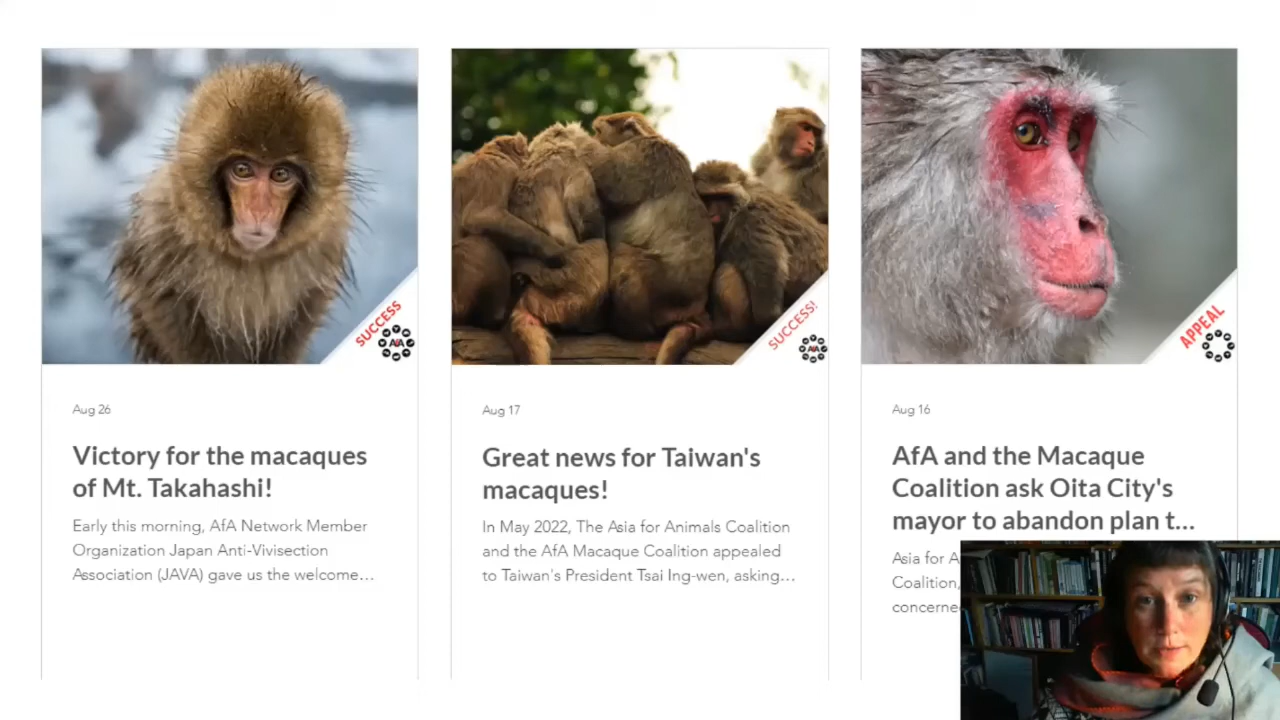 SUCCESS
AfA
SUCCESS!
AfA
APPEAL
Aug 26
Victory for the macaques
of Mt. Takahashi!
Early this morning, AfA Network Member
Organization Japan Anti-Vivisection
Association (JAVA) gave us the welcome…
Aug 17
Great news for Taiwan's
macaques!
In May 2022, The Asia for Animals Coalition
and the AfA Macaque Coalition appealed
to Taiwan's President Tsai Ing-wen, asking…
Aug 16
AfA and the Macaque
Coalition ask Oita City's
mayor to abandon plan t...
Asia for A
Coalition,
concerne